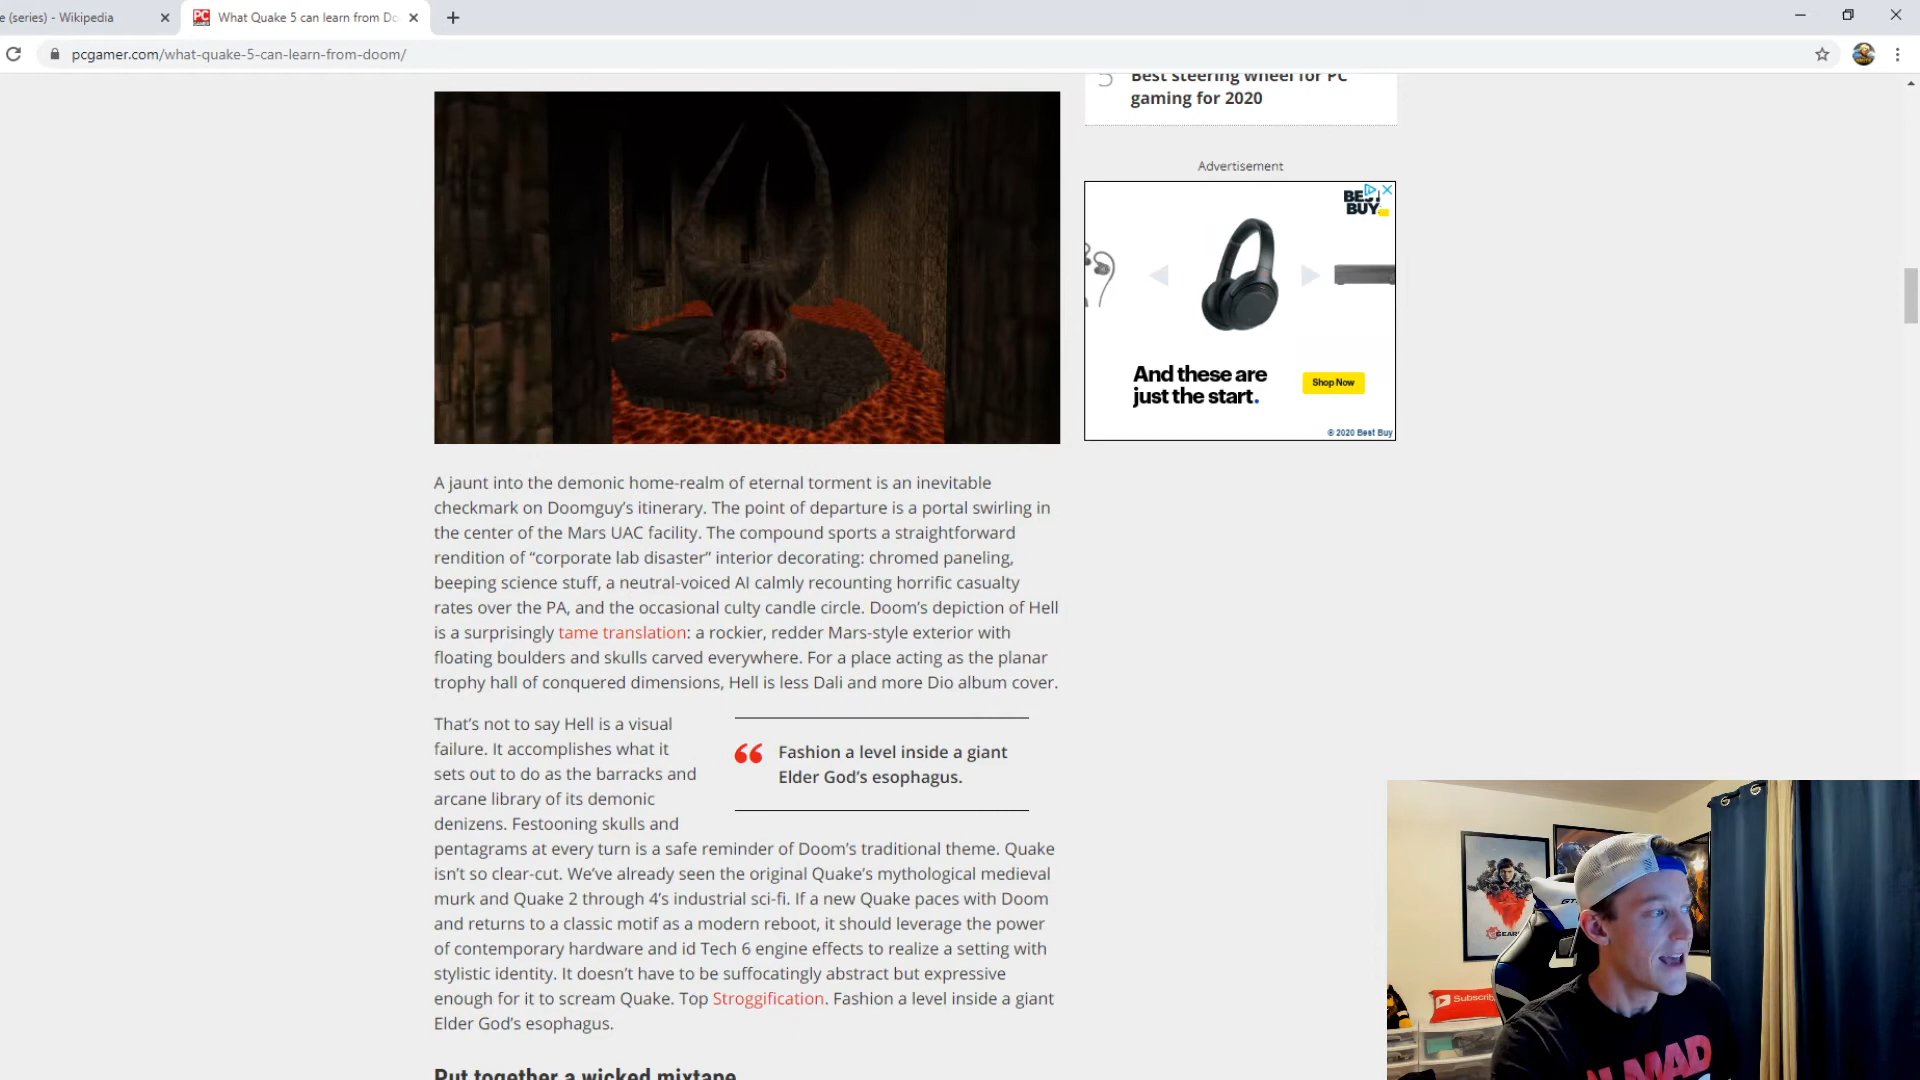 e (series) - Wikipedia
PC
What Quake 5 can learn from Do
pcgamer.com/what-quake-5-can-learn-from-doom/
5
Best steering wheel for PC
gaming for 2020
Advertisement
BEST
BUY
And these are
just the start.
Shop Now
© 2020 Best Buy
A jaunt into the demonic home-realm of eternal torment is an inevitable
checkmark on Doomguy’s itinerary. The point of departure is a portal swirling in
the center of the Mars UAC facility. The compound sports a straightforward
rendition of “corporate lab disaster” interior decorating: chromed paneling,
beeping science stuff, a neutral-voiced AI calmly recounting horrific casualty
rates over the PA, and the occasional culty candle circle. Doom’s depiction of Hell
is a surprisingly tame translation: a rockier, redder Mars-style exterior with
floating boulders and skulls carved everywhere. For a place acting as the planar
trophy hall of conquered dimensions, Hell is less Dali and more Dio album cover.
That’s not to say Hell is a visual
failure. It accomplishes what it
sets out to do as the barracks and
arcane library of its demonic
denizens. Festooning skulls and
pentagrams at every turn is a safe reminder of Doom’s traditional theme. Quake
isn’t so clear-cut. We’ve already seen the original Quake’s mythological medieval
murk and Quake 2 through 4’s industrial sci-fi. If a new Quake paces with Doom
and returns to a classic motif as a modern reboot, it should leverage the power
of contemporary hardware and id Tech 6 engine effects to realize a setting with
stylistic identity. It doesn’t have to be suffocatingly abstract but expressive
enough for it to scream Quake. Top Stroggification. Fashion a level inside a giant
Elder God’s esophagus.
“ Fashion a level inside a giant
Elder God’s esophagus.
Put together a wicked mixtape
GEARS
GT
Subscrib
MAD